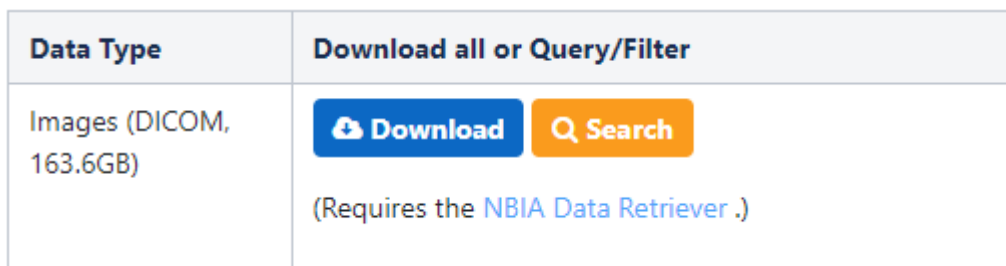 Data Type
Download all or Query/Filter
Images (DICOM,
163.6GB)
Download
Search
(Requires the NBIA Data Retriever .)